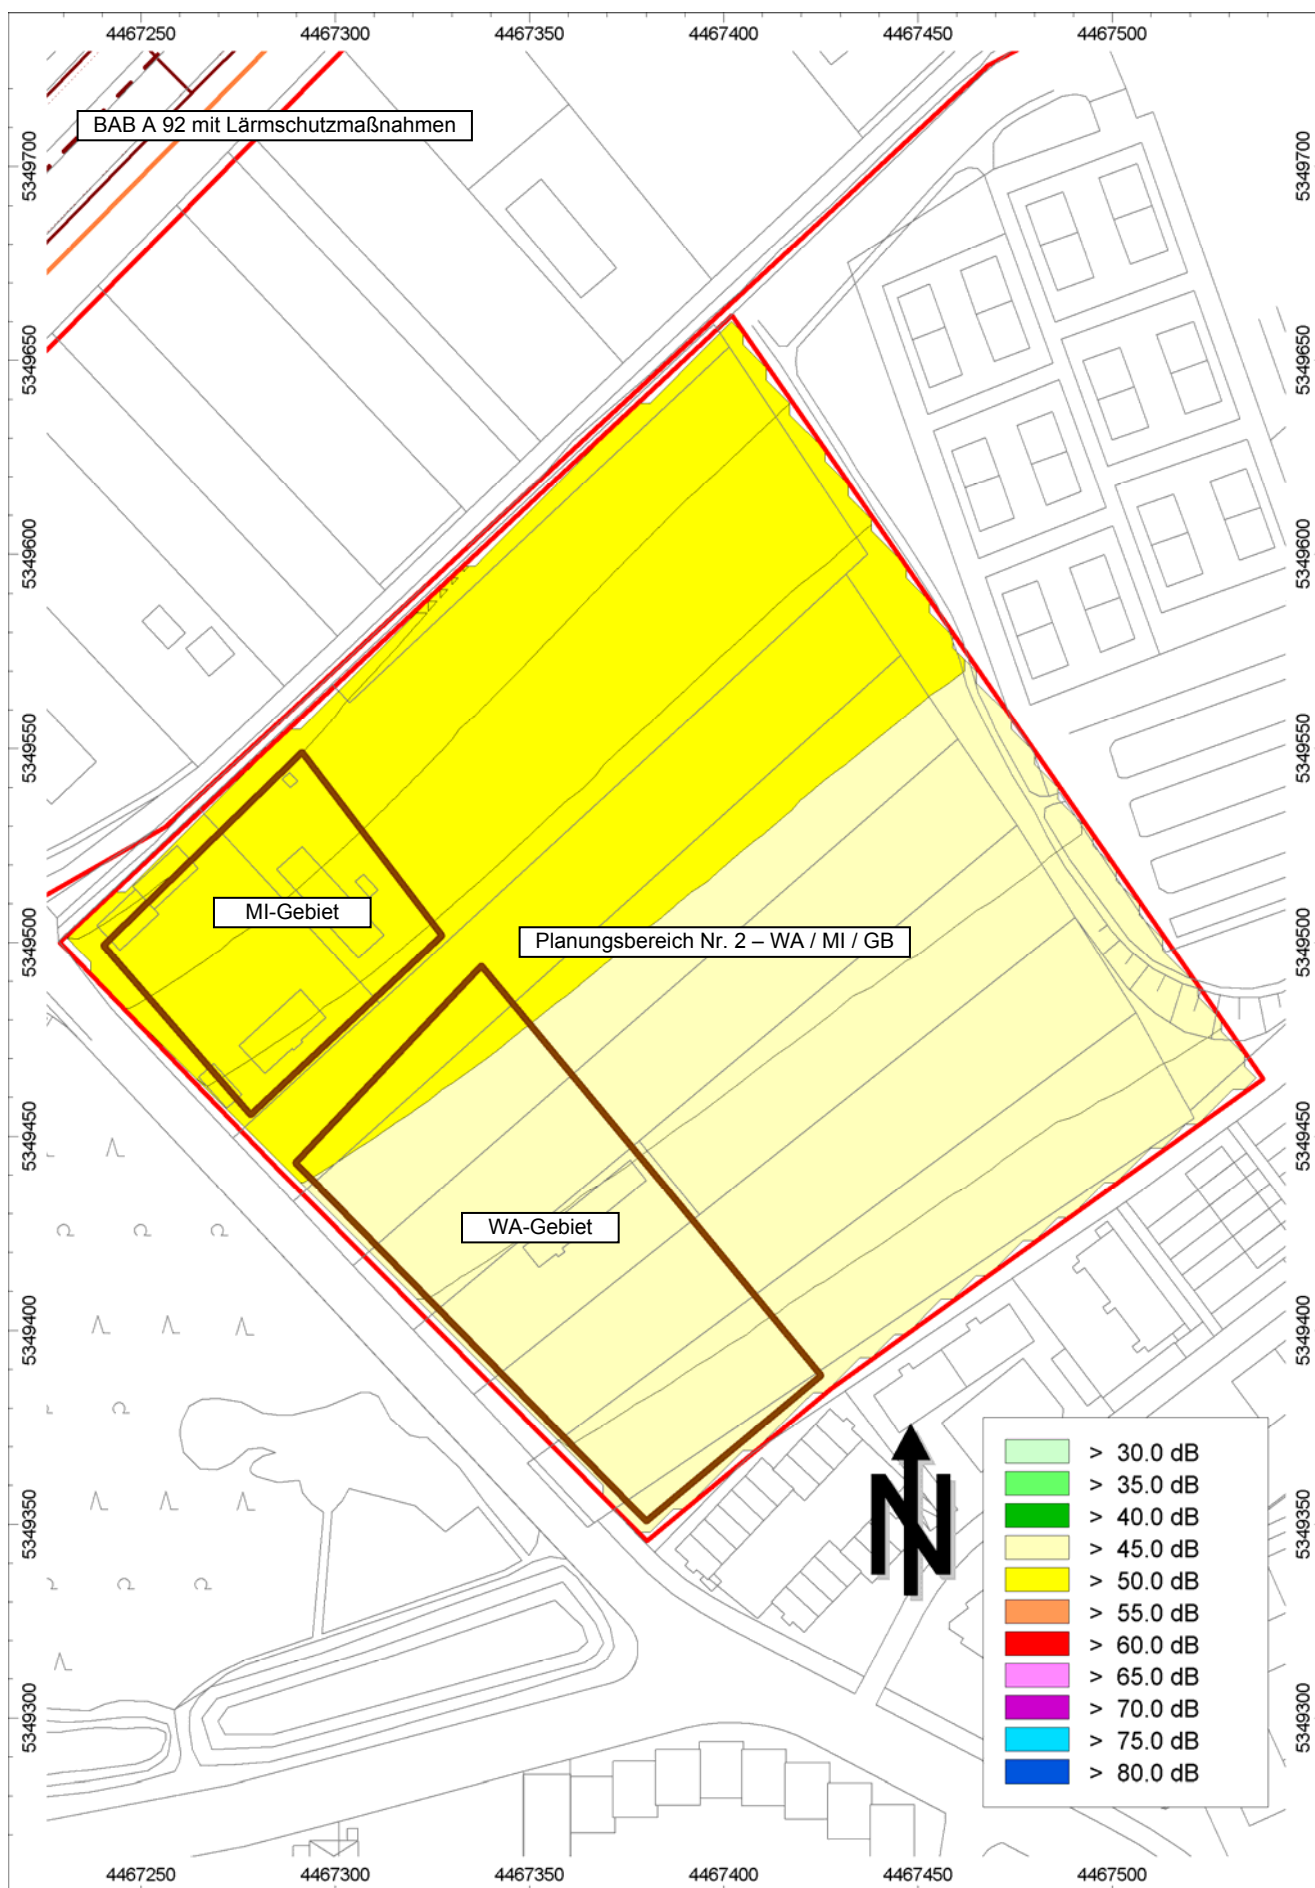 4467250 4467300 4467350 4467400 4467450 4467500
BAB A 92 mit Lärmschutzmaßnahmen
5349700 5349700
5349650 5349650
5349600 5349600
5349550 5349550
MI-Gebiet
5349500 5349500
Planungsbereich Nr. 2 – WA / MI / GB
5349450 5349450
WA-Gebiet
5349400 5349400
5349350 5349350
5349300 5349300
N
> 30.0 dB
> 35.0 dB
> 40.0 dB
> 45.0 dB
> 50.0 dB
> 55.0 dB
> 60.0 dB
> 65.0 dB
> 70.0 dB
> 75.0 dB
> 80.0 dB
4467250 4467300 4467350 4467400 4467450 4467500